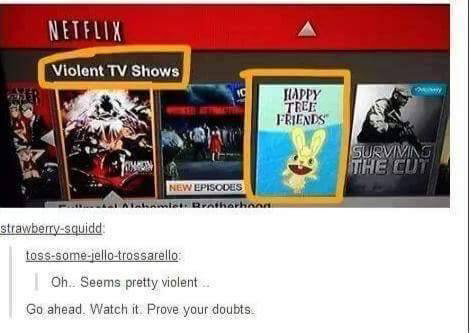 NETFLIX
Violent TV Shows
HAPPY
TREE
FRIENDS
Discovery
SURVIVING
THE CUT
NEW EPISODES
Fullmetal Alchemist: Brotherhood
strawberry-squidd:
toss-some-jello-trossarello:
Oh.. Seems pretty violent ..
Go ahead. Watch it. Prove your doubts.